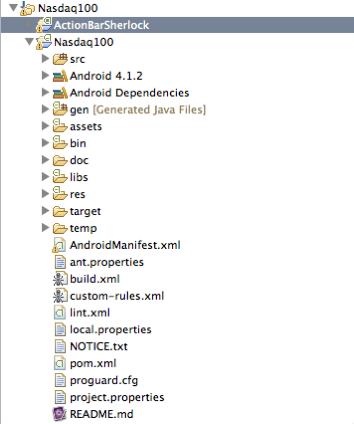 Nasdaq100
ActionBarSherlock
Nasdaq100
src
Android 4.1.2
Android Dependencies
gen [Generated Java Files]
assets
bin
doc
libs
res
target
temp
AndroidManifest.xml
ant.properties
build.xml
custom-rules.xml
lint.xml
local.properties
NOTICE.txt
pom.xml
proguard.cfg
project.properties
README.md